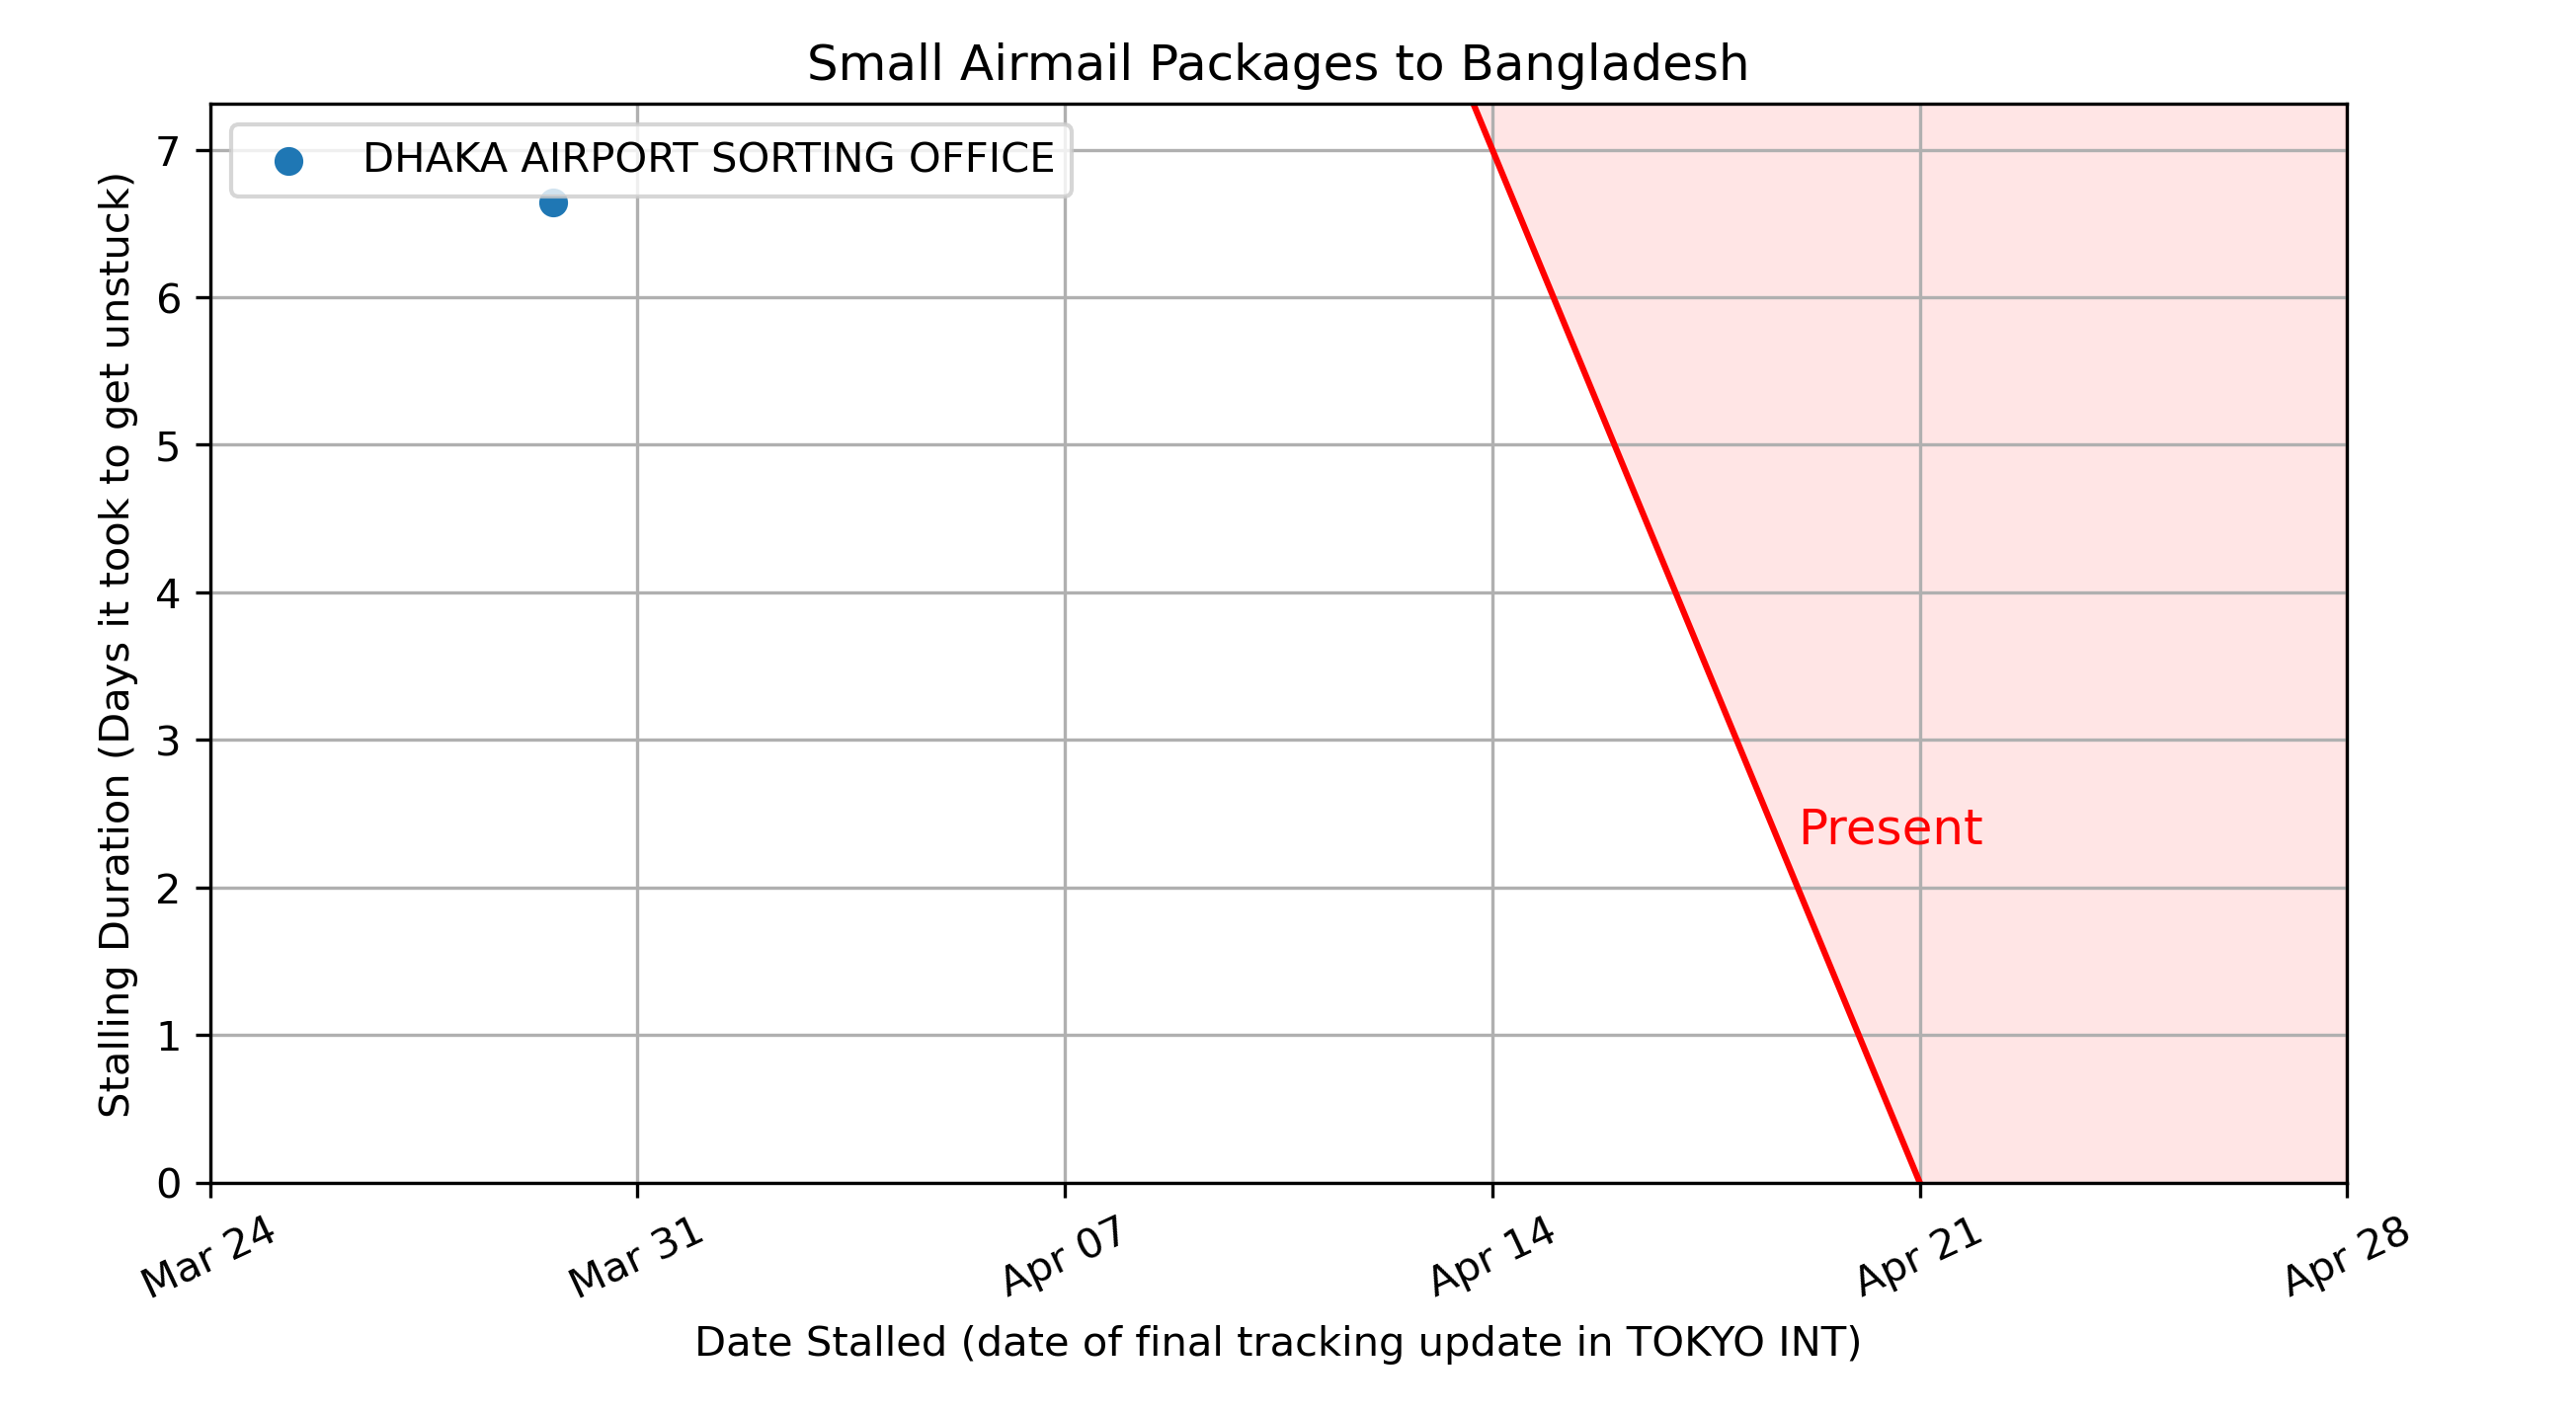 Small Airmail Packages to Bangladesh
DHAKA AIRPORT SORTING OFFICE
Stalling Duration (Days it took to get unstuck)
7
6
5
4
3
2
1
0
Present
Mar 24
Mar 31
Apr 07
Apr 14
Apr 21
Apr 28
Date Stalled (date of final tracking update in TOKYO INT)